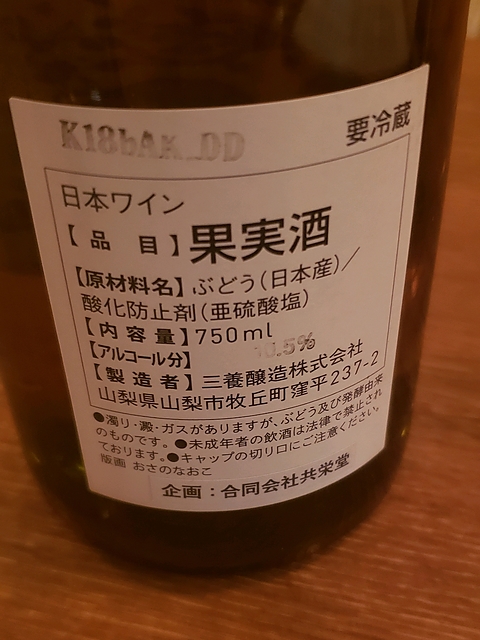 K18bAK_DD
要冷蔵
日本ワイン
【品 目】果実酒
【原材料名】ぶどう(日本産)／
酸化防止剤(亜硫酸塩)
【内容量】750ml
【アルコール分】 10.5%
【製造者】三養醸造株式会社
山梨県山梨市牧丘町窪平237-2
●濁り・澱・ガスがありますが、ぶどう及び発酵由来
のものです。●未成年者の飲酒は法律で禁止され
ております。●キャップの切り口にご注意ください。
版画 おさのなおこ
企画：合同会社共栄堂